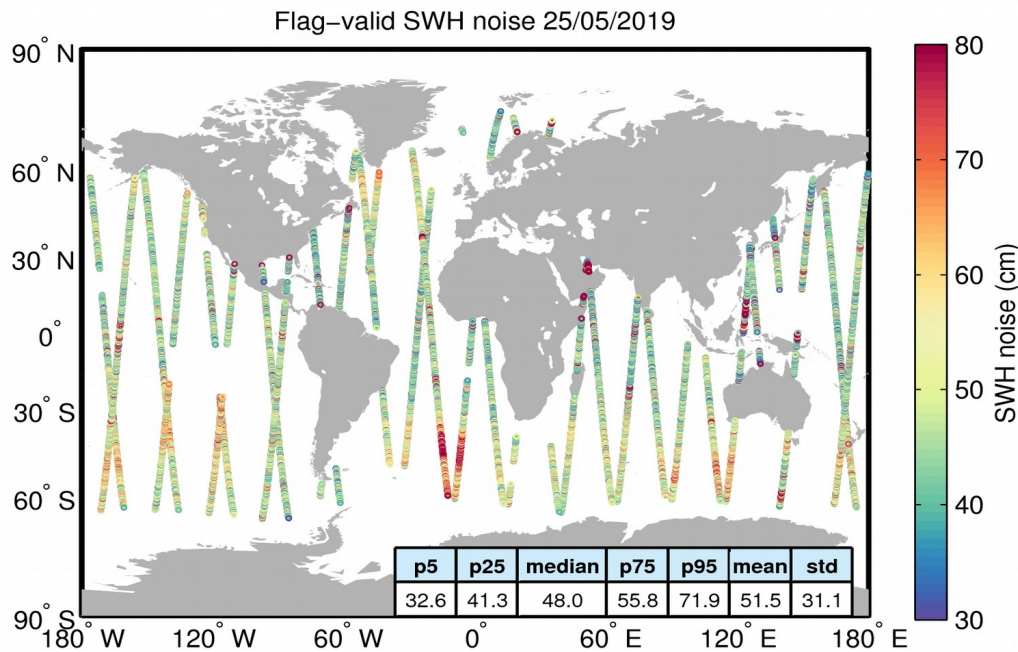 Flag−valid SWH noise 25/05/2019
90° N
60° N
30° N
0°
30° S
60° S
90° S
180° W
120° W
60° W
0°
60° E
120° E
180° E
p5 p25 median p75 p95 mean std
32.6 41.3 48.0 55.8 71.9 51.5 31.1
80
70
60
50
40
30
SWH noise (cm)